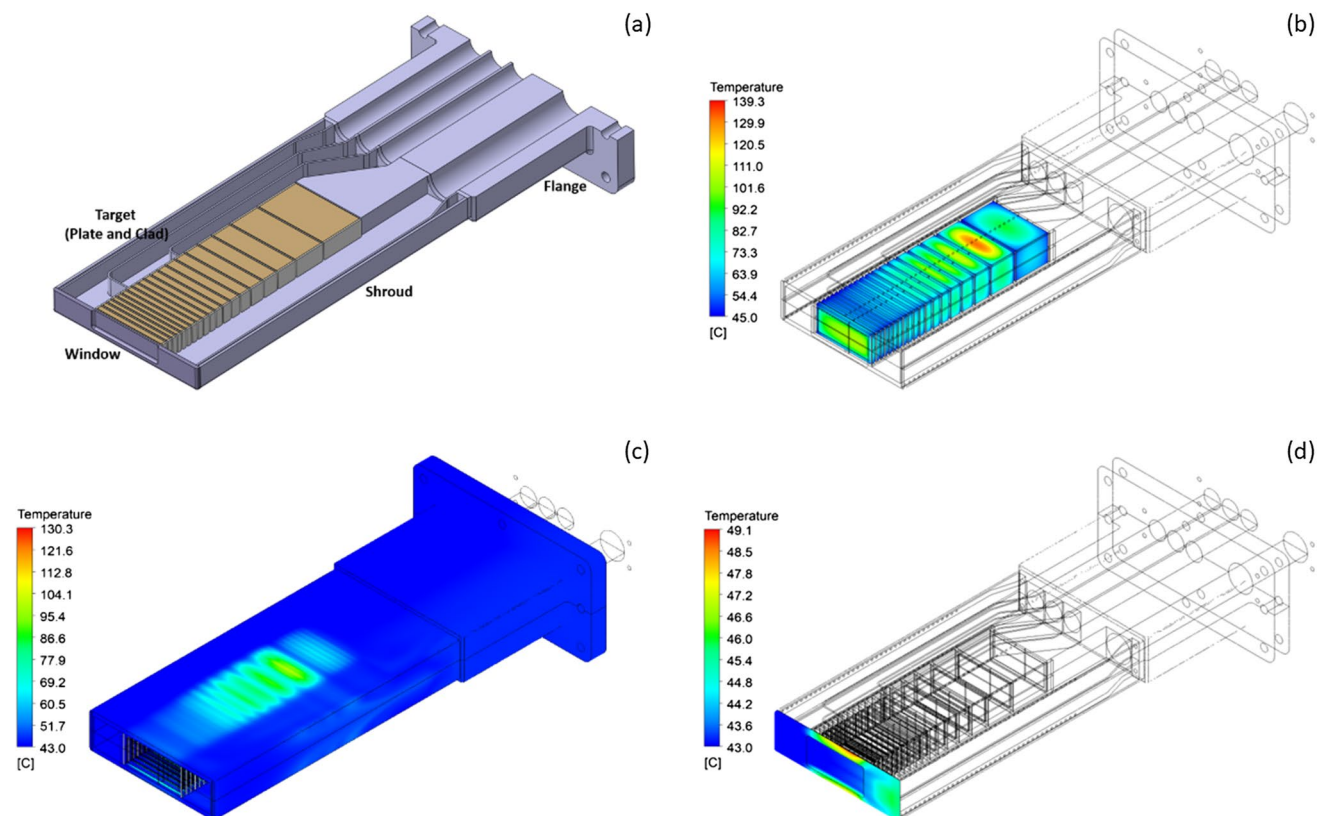 (a)
Target
(Plate and Clad)
Window
Shroud
Flange
(b)
Temperature
139.3
129.9
120.5
111.0
101.6
92.2
82.7
73.3
63.9
54.4
45.0
[C]
(c)
Temperature
130.3
121.6
112.8
104.1
95.4
86.6
77.9
69.2
60.5
51.7
43.0
[C]
(d)
Temperature
49.1
48.5
47.8
47.2
46.6
46.0
45.4
44.8
44.2
43.6
43.0
[C]